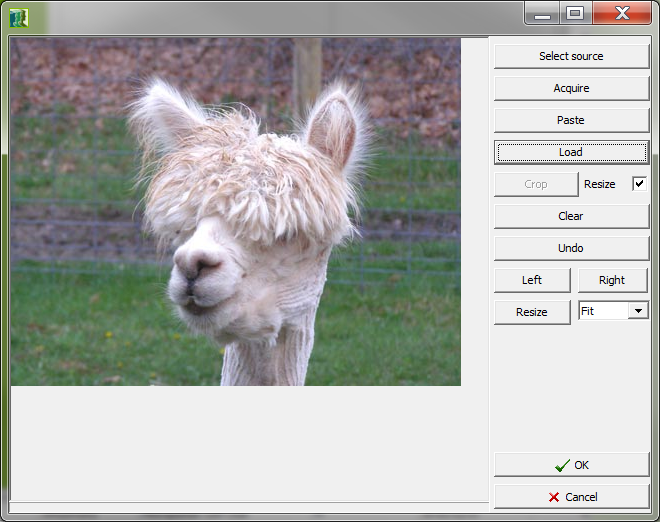 Select source
Acquire
Paste
Load
Crop Resize
Clear
Undo
Left Right
Resize Fit
OK
Cancel